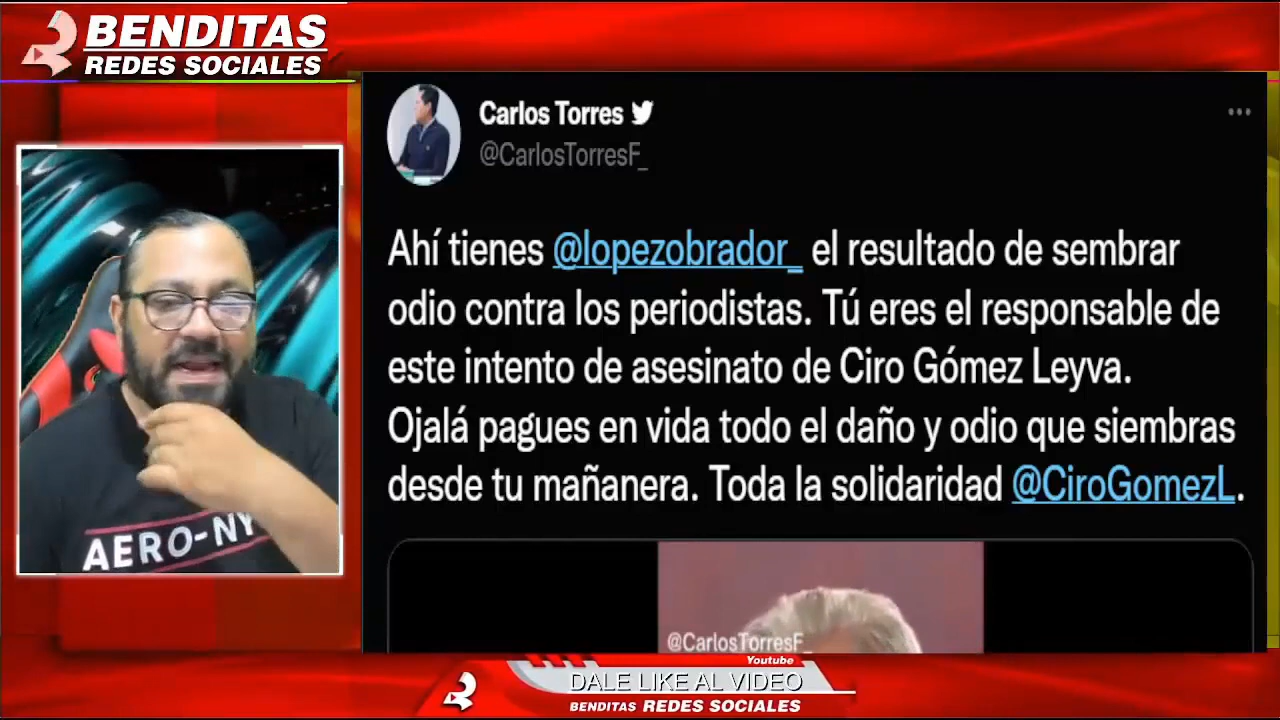 BENDITAS
REDES SOCIALES
Carlos Torres
@CarlosTorresF_
Ahí tienes @lopezobrador_ el resultado de sembrar
odio contra los periodistas. Tú eres el responsable de
este intento de asesinato de Ciro Gómez Leyva.
Ojalá pagues en vida todo el daño y odio que siembras
desde tu mañanera. Toda la solidaridad @CiroGomezL.
AERO-NY
@CarlosTorresF_
Youtube
DALE LIKE AL VIDEO
BENDITAS REDES SOCIALES